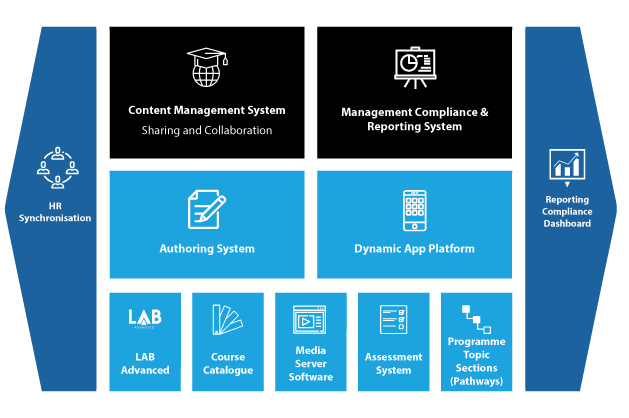 Content Management System
Sharing and Collaboration
Management Compliance &
Reporting System
HR
Synchronisation
Reporting
Compliance
Dashboard
Authoring System
Dynamic App Platform
LAB
ADVANCED
LAB
Advanced
Course
Catalogue
Media
Server
Software
Assessment
System
Programme
Topic
Sections
(Pathways)